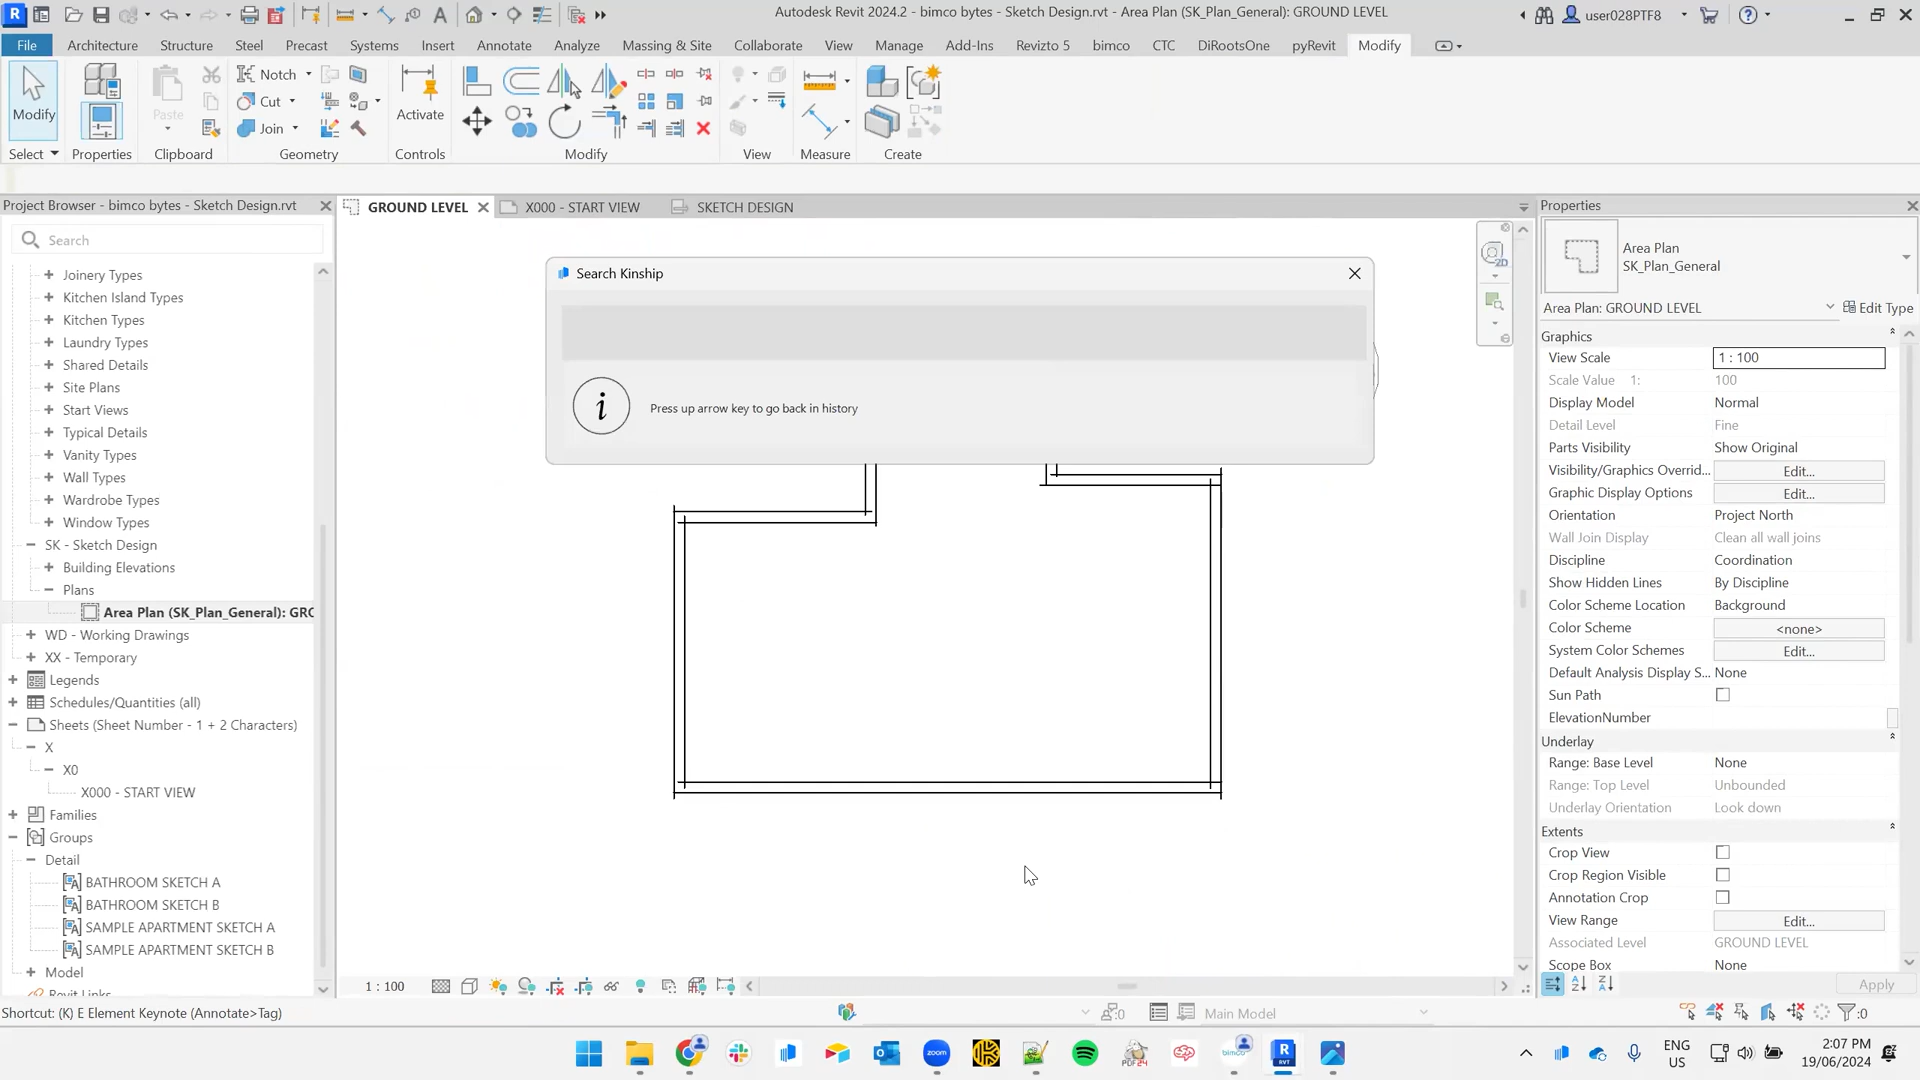 Autodesk Revit 2024.2 - bimco bytes - Sketch Design.rvt - Area Plan (SK_Plan_General): GROUND LEVEL
user028PTF8
File Architecture Structure Steel Precast Systems Insert Annotate Analyze Massing & Site Collaborate View Manage Add-Ins Revizto 5 bimco CTC DiRootsOne pyRevit Modify
Modify
Paste
Notch
Cut
Join
Activate
Select Properties Clipboard Geometry Controls Modify View Measure Create
Project Browser - bimco bytes - Sketch Design.rvt
Search
Joinery Types
Kitchen Island Types
Kitchen Types
Laundry Types
Shared Details
Site Plans
Start Views
Typical Details
Vanity Types
Wall Types
Wardrobe Types
Window Types
SK - Sketch Design
Building Elevations
Plans
Area Plan (SK_Plan_General): GRO
WD - Working Drawings
XX - Temporary
Legends
Schedules/Quantities (all)
Sheets (Sheet Number - 1 + 2 Characters)
X
X0
X000 - START VIEW
Families
Groups
Detail
BATHROOM SKETCH A
BATHROOM SKETCH B
SAMPLE APARTMENT SKETCH A
SAMPLE APARTMENT SKETCH B
Model
Revit Links
GROUND LEVEL
X000 - START VIEW
SKETCH DESIGN
Search Kinship
Press up arrow key to go back in history
2D
Properties
Area Plan
SK_Plan_General
Area Plan: GROUND LEVEL Edit Type
Graphics
View Scale 1 : 100
Scale Value 1: 100
Display Model Normal
Detail Level Fine
Parts Visibility Show Original
Visibility/Graphics Overrid... Edit...
Graphic Display Options Edit...
Orientation Project North
Wall Join Display Clean all wall joins
Discipline Coordination
Show Hidden Lines By Discipline
Color Scheme Location Background
Color Scheme <none>
System Color Schemes Edit...
Default Analysis Display S... None
Sun Path
ElevationNumber
Underlay
Range: Base Level None
Range: Top Level Unbounded
Underlay Orientation Look down
Extents
Crop View
Crop Region Visible
Annotation Crop
View Range Edit...
Associated Level GROUND LEVEL
Scope Box None
Apply
1 : 100
Shortcut: (K) E Element Keynote (Annotate>Tag)
:0
Main Model
:0
zoom
PDF24
bimco
RVT
ENG
US
2:07 PM
19/06/2024